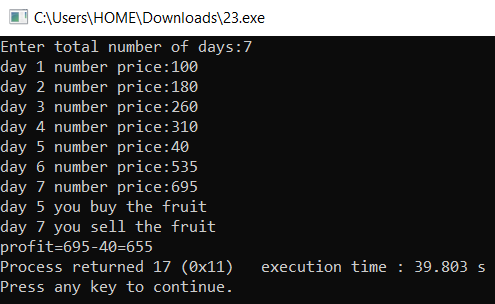 C:\Users\HOME\Downloads\23.exe
Enter total number of days:7
day 1 number price:100
day 2 number price:180
day 3 number price:260
day 4 number price:310
day 5 number price:40
day 6 number price:535
day 7 number price:695
day 5 you buy the fruit
day 7 you sell the fruit
profit=695-40=655
Process returned 17 (0x11)   execution time : 39.803 s
Press any key to continue.